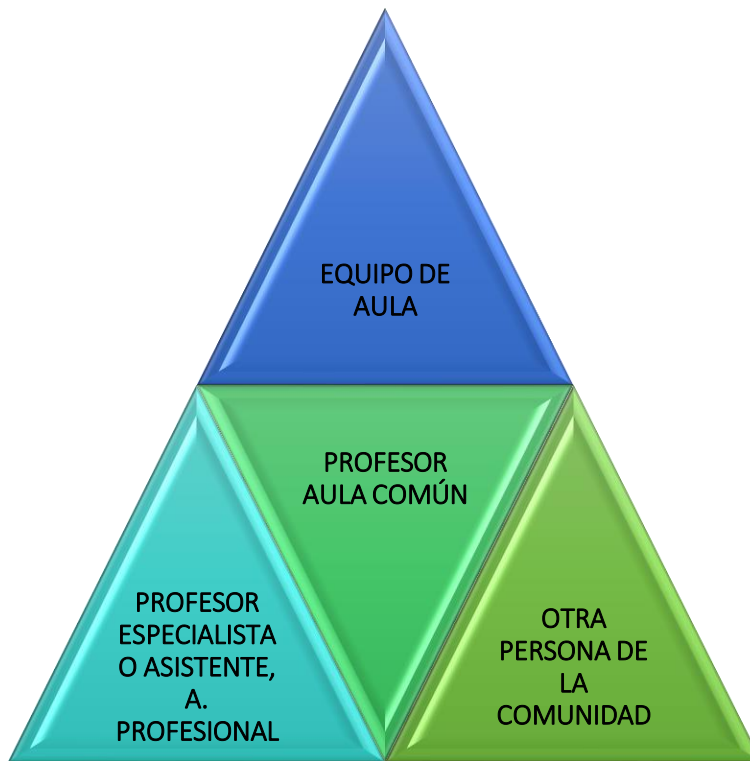 EQUIPO DE
AULA
PROFESOR
AULA COMÚN
PROFESOR
ESPECIALISTA
O ASISTENTE,
A.
PROFESIONAL
OTRA
PERSONA DE
LA
COMUNIDAD